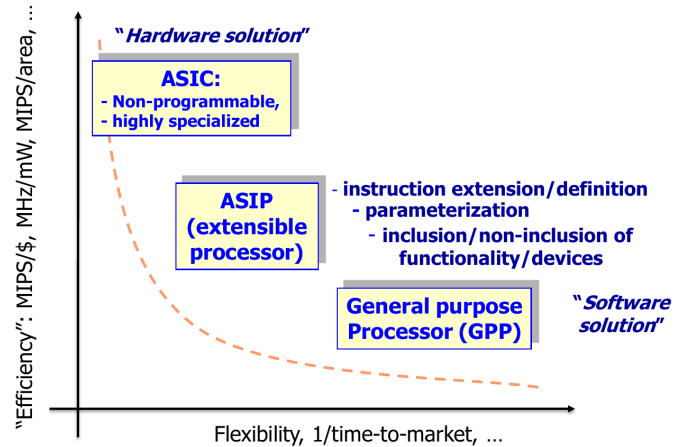 “Efficiency”: MIPS/$, MHz/mW, MIPS/area, …
“Hardware solution”
ASIC:
- Non-programmable,
- highly specialized
ASIP
(extensible
processor)
- instruction extension/definition
- parameterization
- inclusion/non-inclusion of
functionality/devices
General purpose
Processor (GPP)
“Software
solution”
Flexibility, 1/time-to-market, …